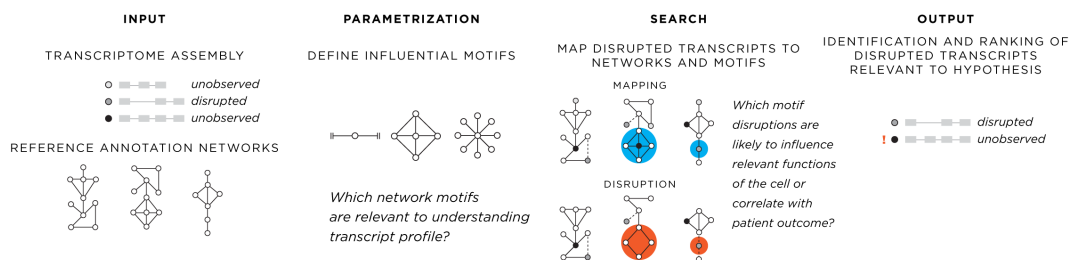 INPUT
TRANSCRIPTOME ASSEMBLY
unobserved
disrupted
unobserved
REFERENCE ANNOTATION NETWORKS
PARAMETRIZATION
DEFINE INFLUENTIAL MOTIFS
Which network motifs
are relevant to understanding
transcript profile?
SEARCH
MAP DISRUPTED TRANSCRIPTS TO
NETWORKS AND MOTIFS
MAPPING
DISRUPTION
Which motif
disruptions are
likely to influence
relevant functions
of the cell or
correlate with
patient outcome?
OUTPUT
IDENTIFICATION AND RANKING OF
DISRUPTED TRANSCRIPTS
RELEVANT TO HYPOTHESIS
disrupted
! unobserved